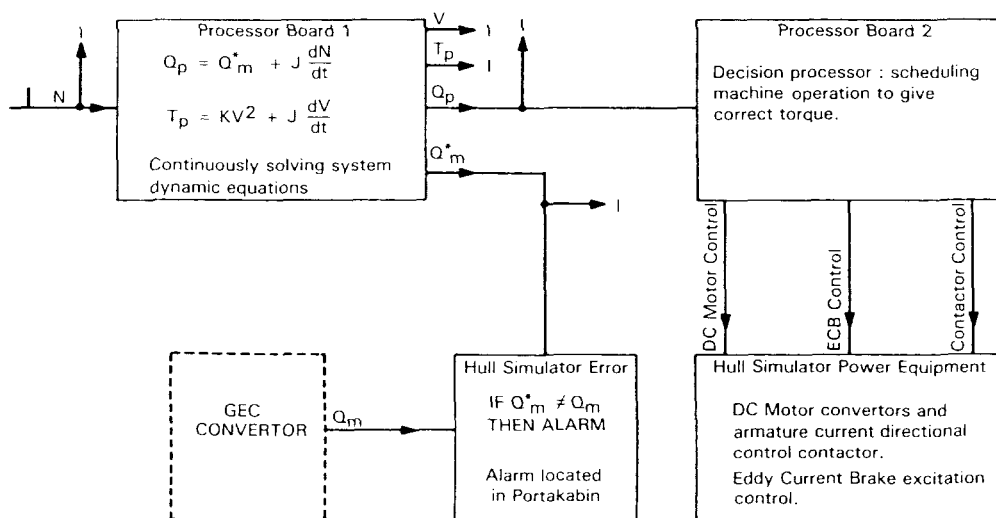 Processor Board 1
Q_p = Q*_m + J dN/dt
T_p = KV² + J dV/dt
Continuously solving system
dynamic equations
I
N
V
I
T_p
I
Q_p
I
Q*_m
I
Processor Board 2
Decision processor : scheduling
machine operation to give
correct torque.
DC Motor Control
ECB Control
Contactor Control
GEC
CONVERTOR
Q_m
Hull Simulator Error
IF Q*_m ≠ Q_m
THEN ALARM
Alarm located
in Portakabin
Hull Simulator Power Equipment
DC Motor convertors and
armature current directional
control contactor.
Eddy Current Brake excitation
control.